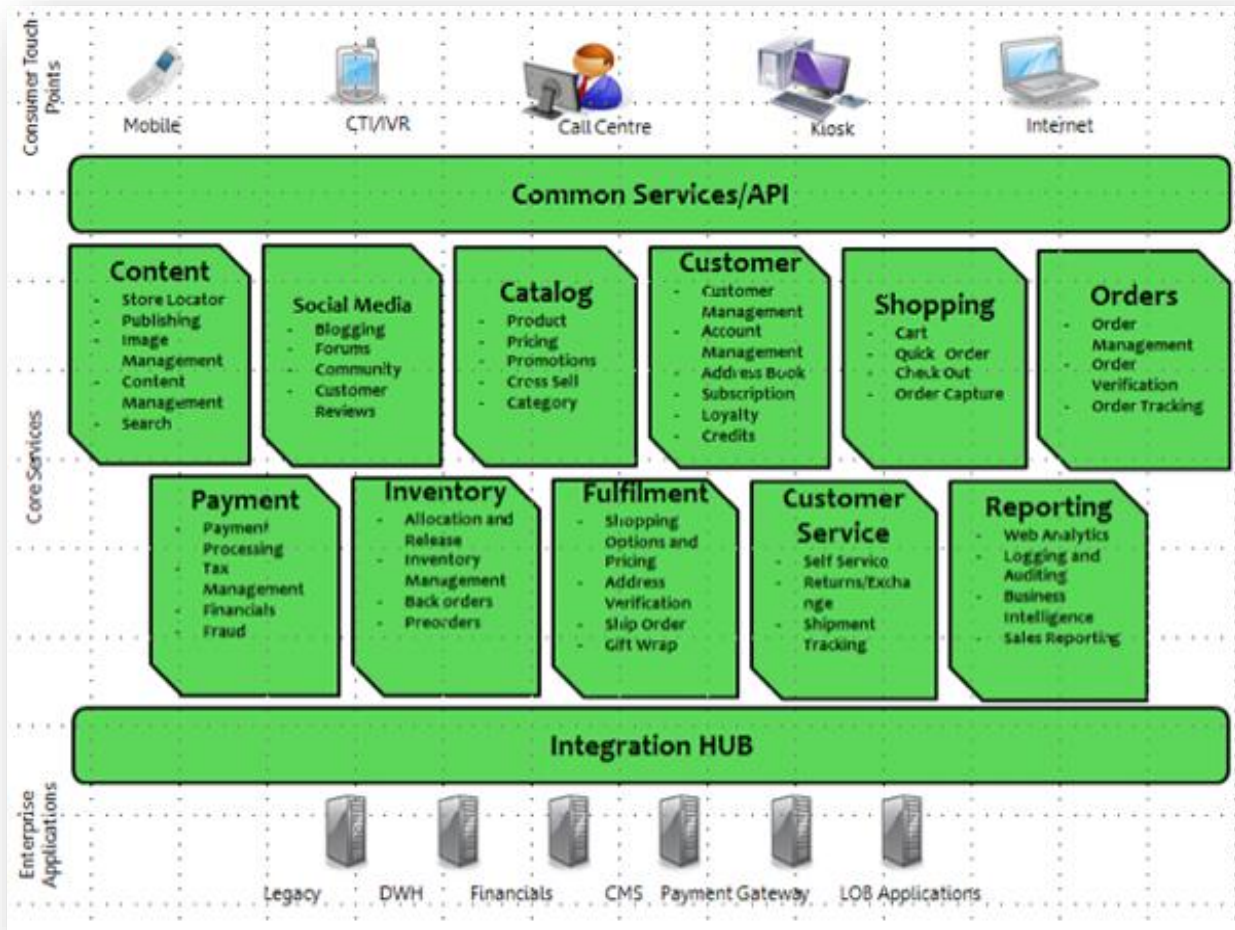 Consumer Touch
Points
Mobile
CTI/IVR
Call Centre
Kiosk
Internet
Common Services/API
Core Services
Content
- Store Locator
- Publishing
- Image
Management
- Content
Management
- Search
Social Media
- Blogging
- Forums
- Community
- Customer
Reviews
Catalog
- Product
- Pricing
- Promotions
- Cross Sell
- Category
Customer
- Customer
Management
- Account
Management
- Address Book
- Subscription
- Loyalty
- Credits
Shopping
- Cart
- Quick Order
- Check Out
- Order Capture
Orders
- Order
Management
- Order
Verification
- Order Tracking
Payment
- Payment
Processing
- Tax
Management
- Financials
- Fraud
Inventory
- Allocation and
Release
- Inventory
Management
- Back orders
- Preorders
Fulfilment
- Shopping
Options and
Pricing
- Address
Verification
- Ship Order
- Gift Wrap
Customer
Service
- Self Service
- Returns/Excha
nge
- Shipment
Tracking
Reporting
- Web Analytics
- Logging and
Auditing
- Business
Intelligence
- Sales Reporting
Integration HUB
Enterprise
Applications
Legacy
DWH
Financials
CMS
Payment Gateway
LOB Applications